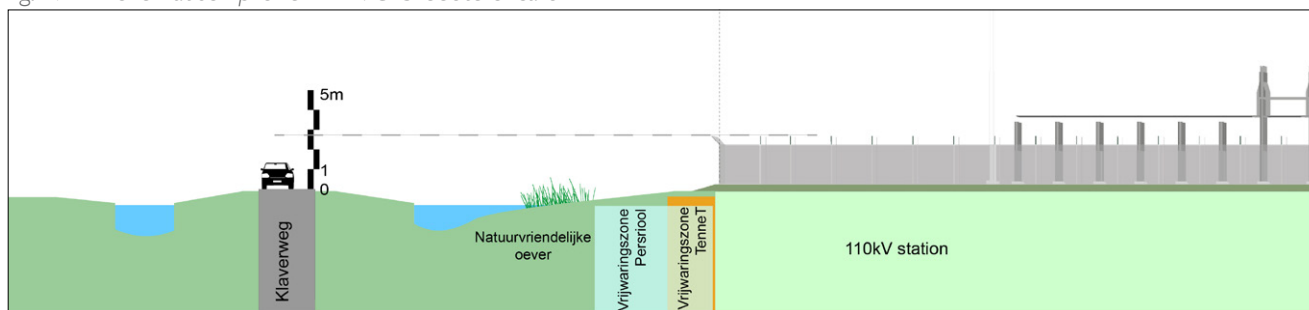 5m
1
0
Klaverweg
Natuurvriendelijke
oever
Vrijwaringszone
Persriool
Vrijwaringszone
TenneT
110kV station